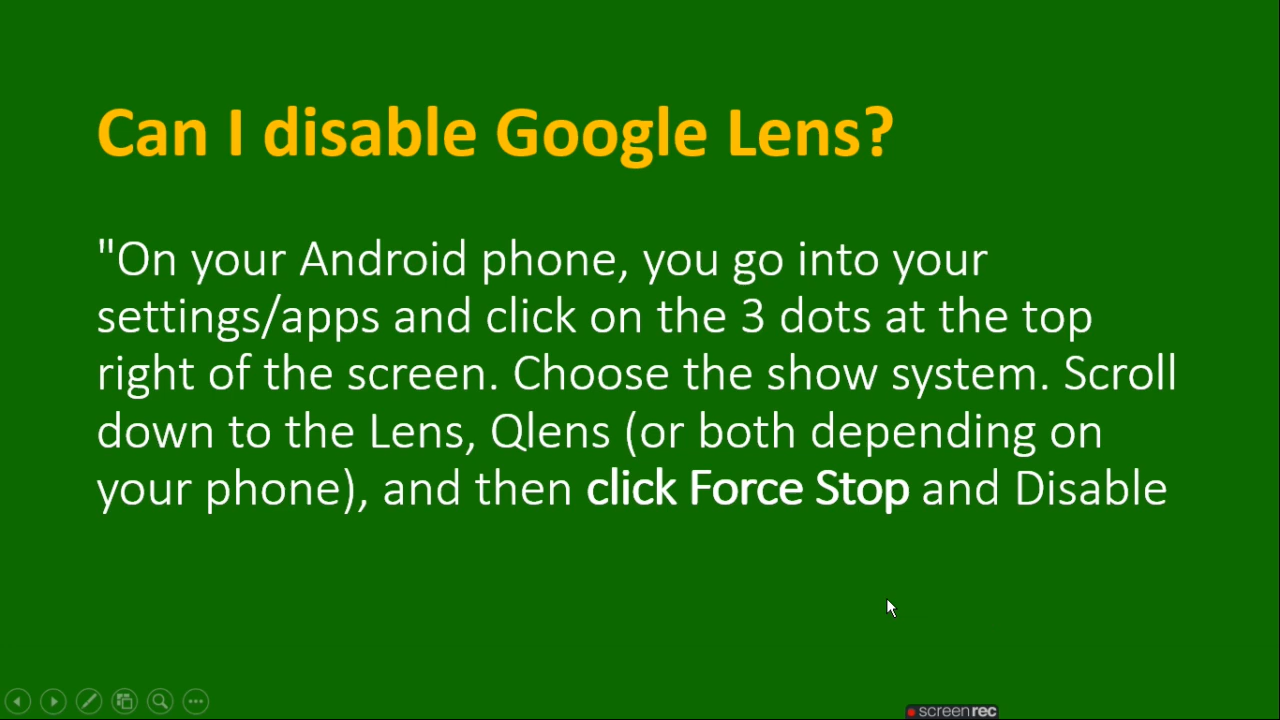 Can I disable Google Lens?
"On your Android phone, you go into your
settings/apps and click on the 3 dots at the top
right of the screen. Choose the show system. Scroll
down to the Lens, Qlens (or both depending on
your phone), and then click Force Stop and Disable
screenrec